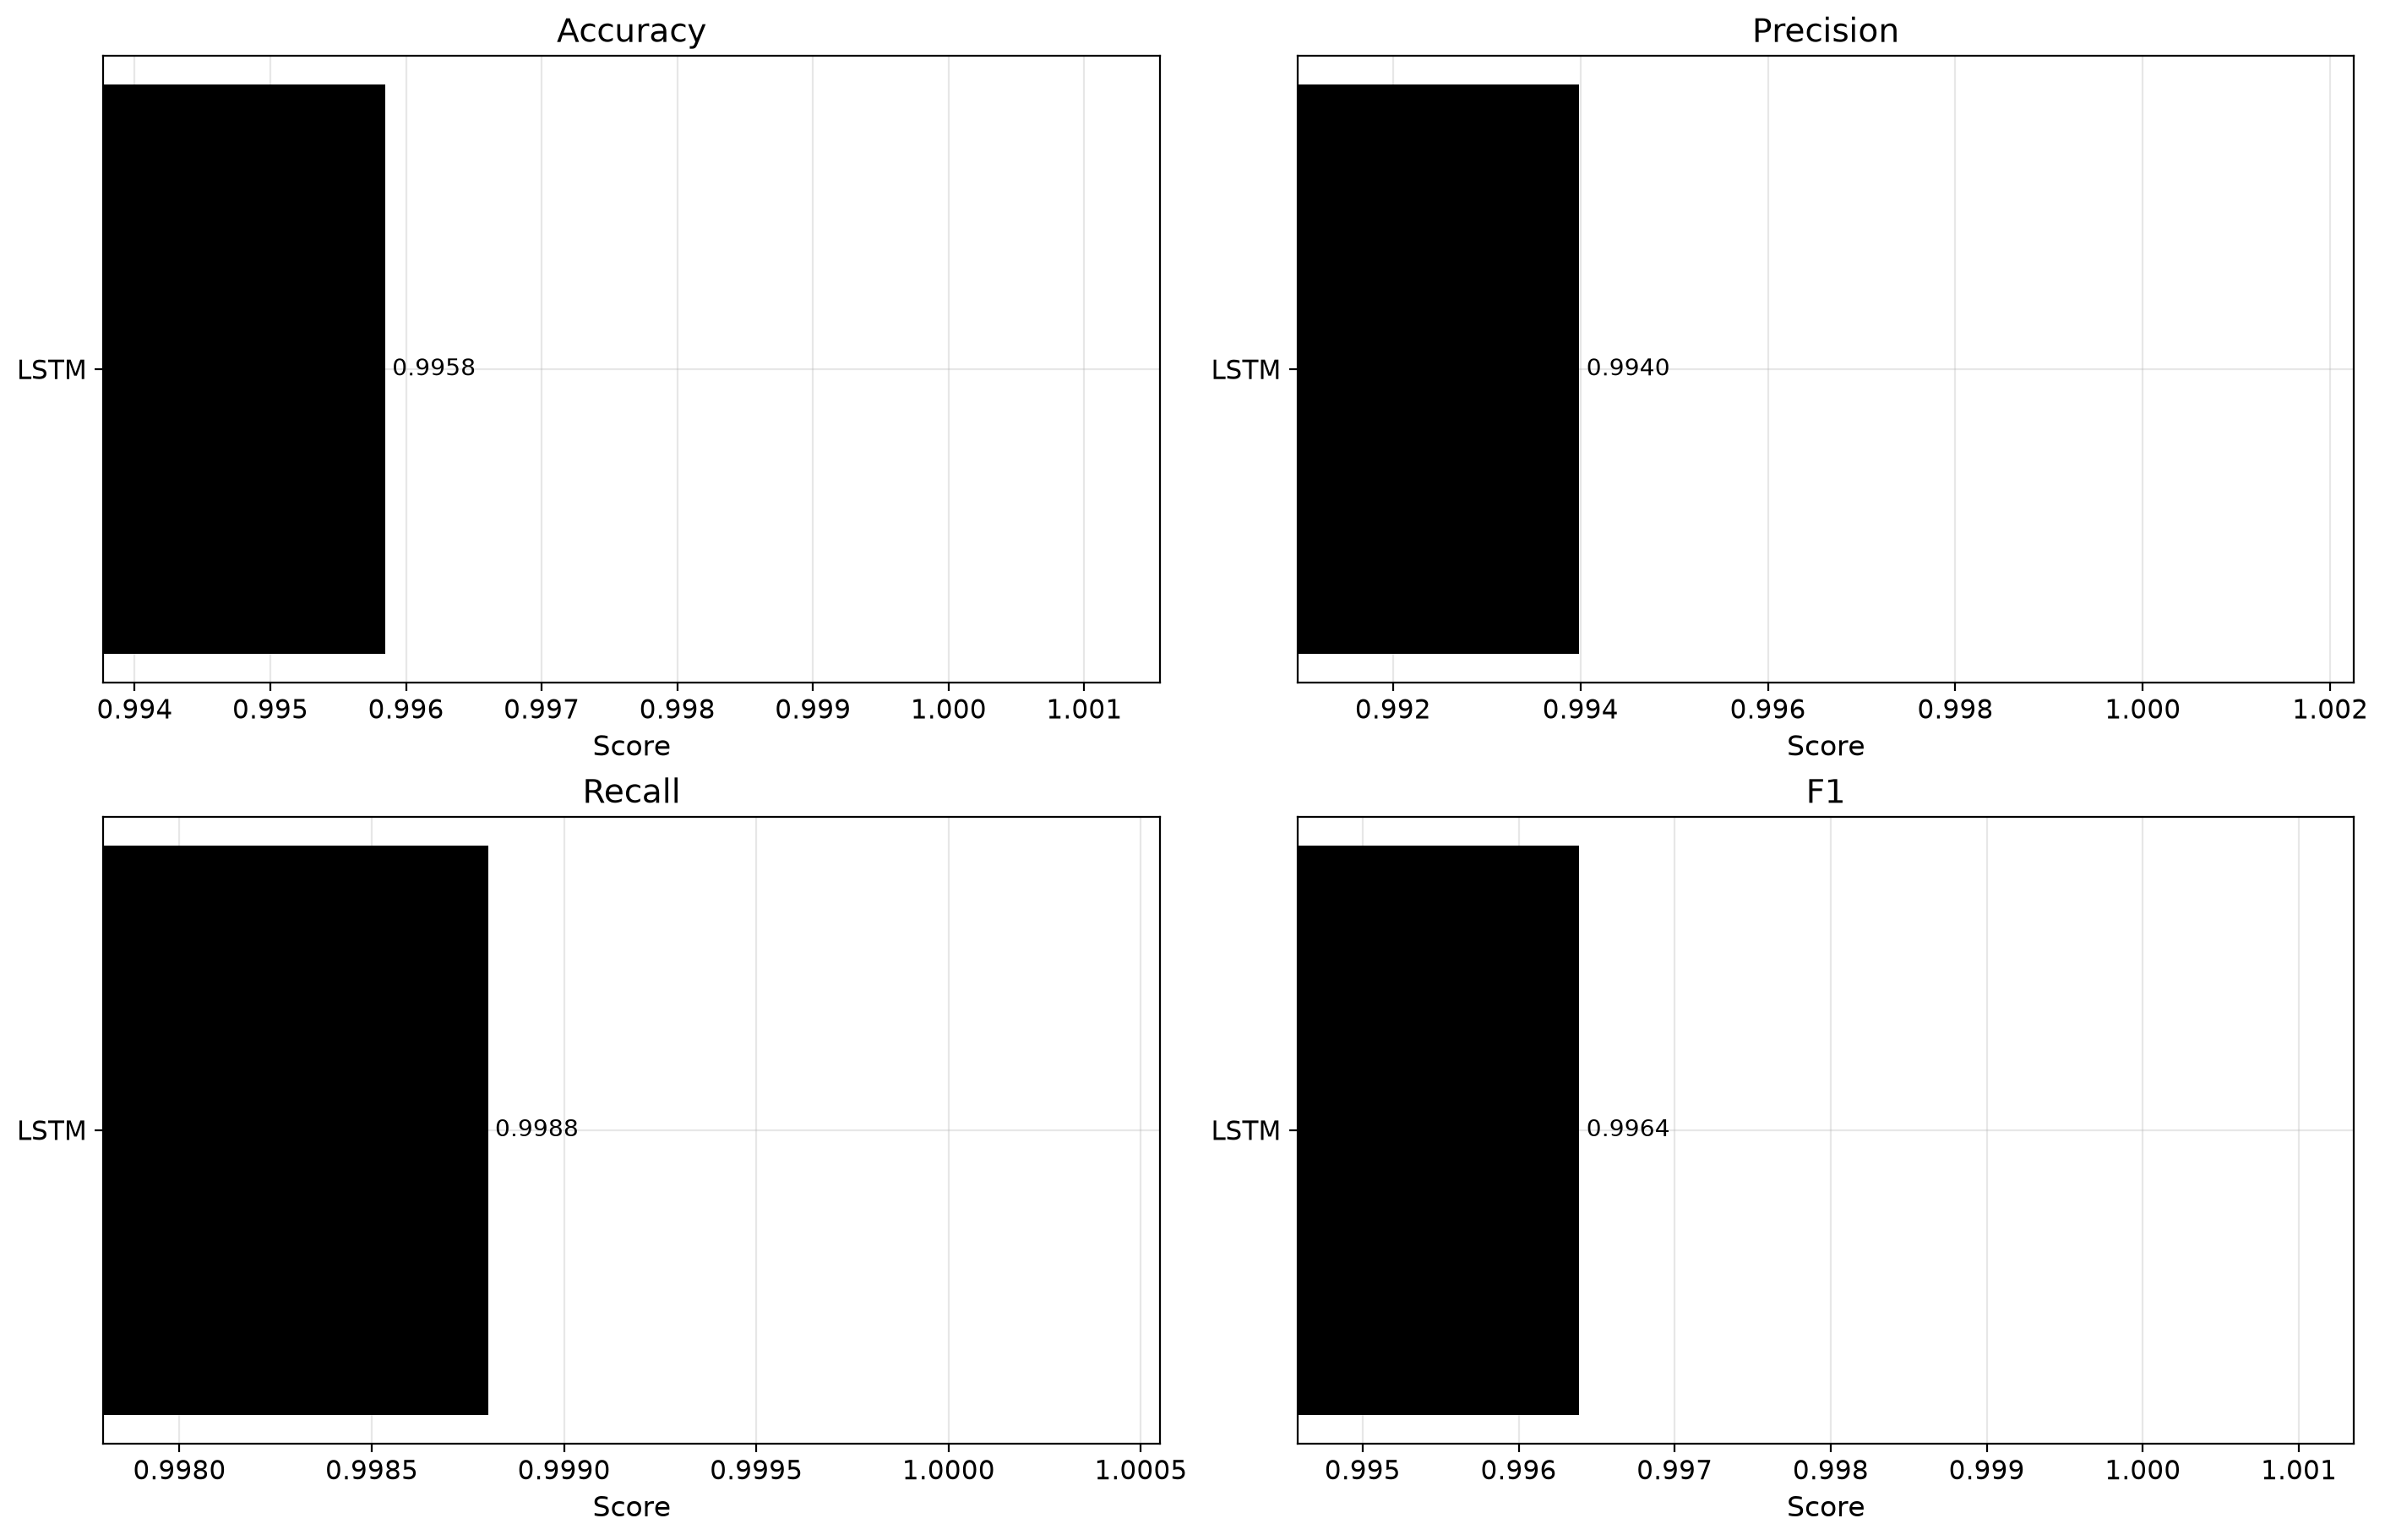 Accuracy
LSTM
0.9958
0.994 0.995 0.996 0.997 0.998 0.999 1.000 1.001
Score
Precision
LSTM
0.9940
0.992 0.994 0.996 0.998 1.000 1.002
Score
Recall
LSTM
0.9988
0.9980 0.9985 0.9990 0.9995 1.0000 1.0005
Score
F1
LSTM
0.9964
0.995 0.996 0.997 0.998 0.999 1.000 1.001
Score